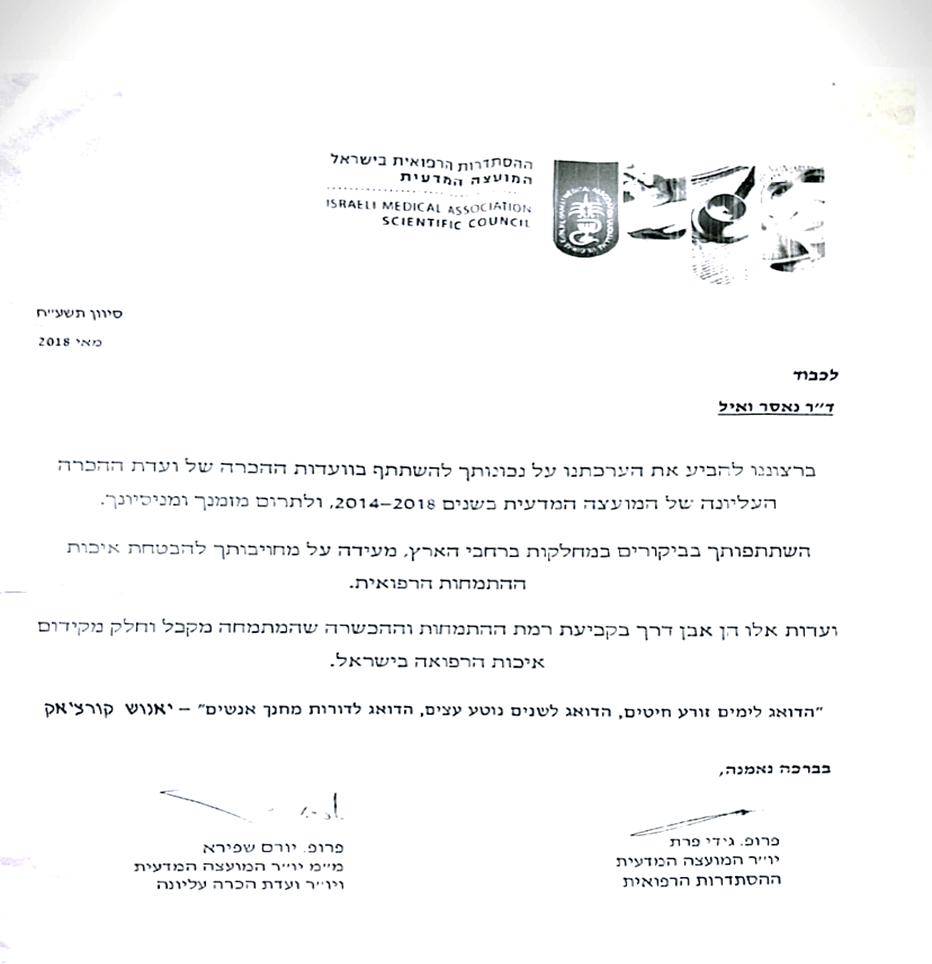 ההסתדרות הרפואית בישראל
המועצה המדעית
ISRAELI MEDICAL ASSOCIATION
SCIENTIFIC COUNCIL
סיוון תשע"ח
מאי 2018
לכבוד
ד"ר נאסר ואיל
ברצוננו להביע את הערכתנו על נכונותך להשתתף בוועדות ההכרה של ועדת ההכרה
העליונה של המועצה המדעית בשנים 2014–2018, ולתרום מזמנך ומניסיונך.
השתתפותך בביקורים במחלקות ברחבי הארץ, מעידה על מחויבותך להבטחת איכות
ההתמחות הרפואית.
ועדות אלו הן אבן דרך בקביעת רמת ההתמחות וההכשרה שהמתמחה מקבל וחלק מקידום
איכות הרפואה בישראל.
"הדואג לימים זורע חיטים, הדואג לשנים נוטע עצים, הדואג לדורות מחנך אנשים" – יאנוש קורצ'אק
בברכה נאמנה,
פרופ. גידי פרת
יו"ר המועצה המדעית
ההסתדרות הרפואית
פרופ. יורם שפירא
מ"מ יו"ר המועצה המדעית
ויו"ר ועדת הכרה עליונה